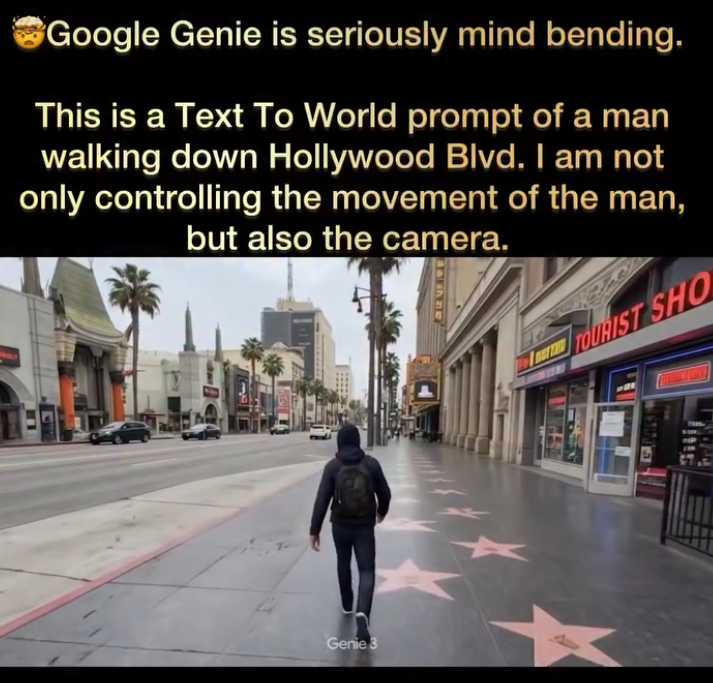 🤯Google Genie is seriously mind bending.
This is a Text To World prompt of a man
walking down Hollywood Blvd. I am not
only controlling the movement of the man,
but also the camera.
TOURIST SHO
Genie 3